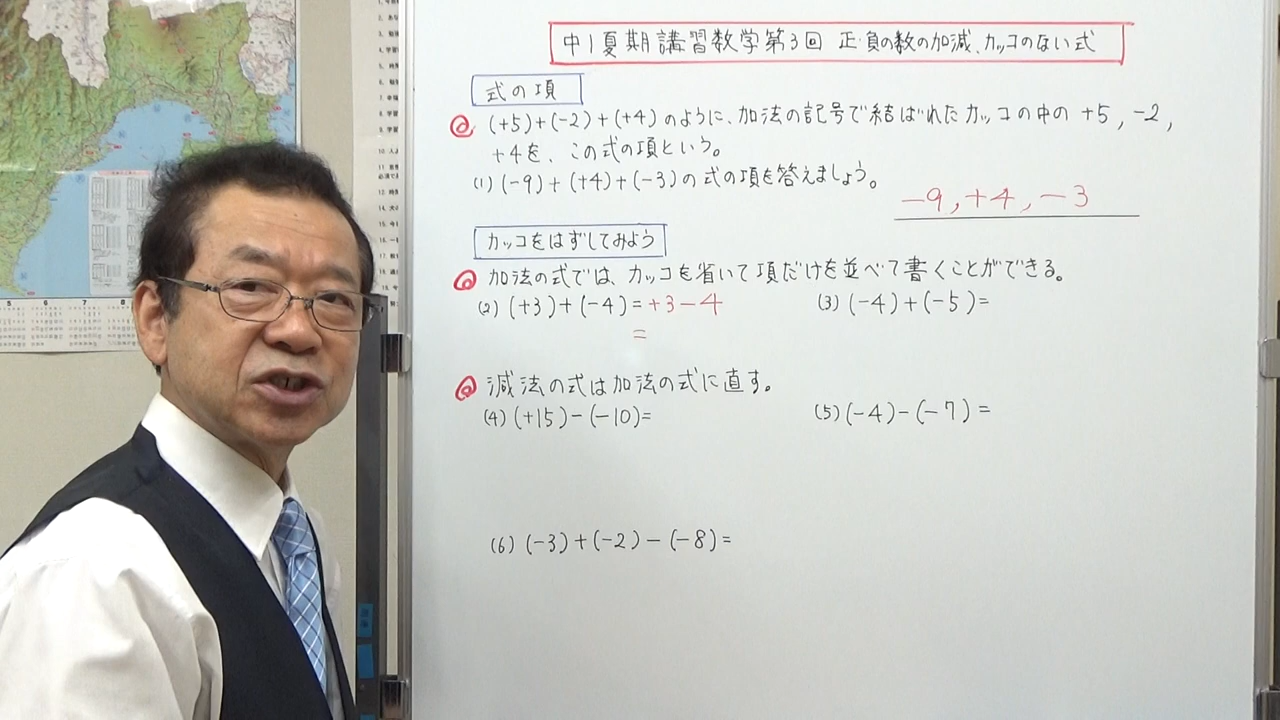 中1夏期講習数学第3回 正・負の数の加減、カッコのない式
式の項
(+5)+(-2)+(+4)のように、加法の記号で結ばれたカッコの中の +5, -2,
+4を、この式の項という。
(1) (-9)+(+4)+(-3)の式の項を答えましょう。
-9, +4, -3
カッコをはずしてみよう
加法の式では、カッコを省いて項だけを並べて書くことができる。
(2) (+3)+(-4)=+3-4
=
(3) (-4)+(-5)=
減法の式は加法の式に直す。
(4) (+15)-(-10)=
(5) (-4)-(-7)=
(6) (-3)+(-2)-(-8)=
5 6 7 8